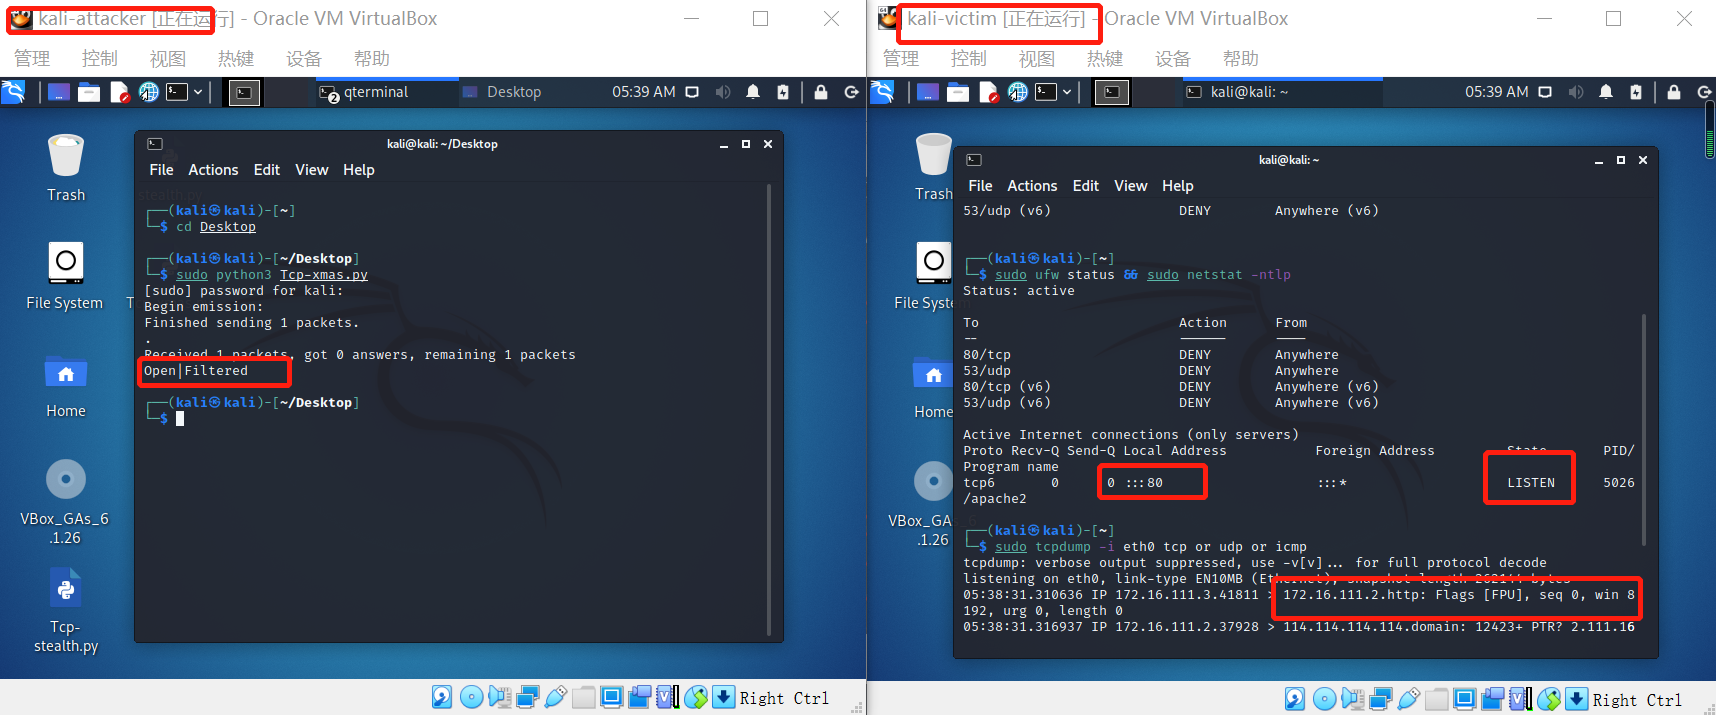 kali-attacker [正在运行] - Oracle VM VirtualBox
管理 控制 视图 热键 设备 帮助
qterminal Desktop 05:39 AM
kali@kali: ~/Desktop
File Actions Edit View Help
Trash
File System
Home
VBox_GAs_6
.1.26
Tcp-
stealth.py
(kali㉿kali)-[~]
$ cd Desktop
(kali㉿kali)-[~/Desktop]
$ sudo python3 Tcp-xmas.py
[sudo] password for kali:
Begin emission:
Finished sending 1 packets.
.
Received 1 packets, got 0 answers, remaining 1 packets
Open|Filtered
(kali㉿kali)-[~/Desktop]
$
Right Ctrl
kali-victim [正在运行] - Oracle VM VirtualBox
管理 控制 视图 热键 设备 帮助
kali@kali: ~ 05:39 AM
kali@kali: ~
File Actions Edit View Help
Trash
File Syste
Home
VBox_GAs_6
.1.26
53/udp (v6) DENY Anywhere (v6)
(kali㉿kali)-[~]
$ sudo ufw status && sudo netstat -ntlp
Status: active
To Action From
-- ------ ----
80/tcp DENY Anywhere
53/udp DENY Anywhere
80/tcp (v6) DENY Anywhere (v6)
53/udp (v6) DENY Anywhere (v6)
Active Internet connections (only servers)
Proto Recv-Q Send-Q Local Address Foreign Address State PID/
Program name
tcp6 0 0 :::80 :::* LISTEN 5026
/apache2
(kali㉿kali)-[~]
$ sudo tcpdump -i eth0 tcp or udp or icmp
tcpdump: verbose output suppressed, use -v[v]... for full protocol decode
listening on eth0, link-type EN10MB (Ethernet), snapshot length 262144 bytes
05:38:31.310636 IP 172.16.111.3.41811 > 172.16.111.2.http: Flags [FPU], seq 0, win 8
192, urg 0, length 0
05:38:31.316937 IP 172.16.111.2.37928 > 114.114.114.114.domain: 12423+ PTR? 2.111.16
Right Ctrl